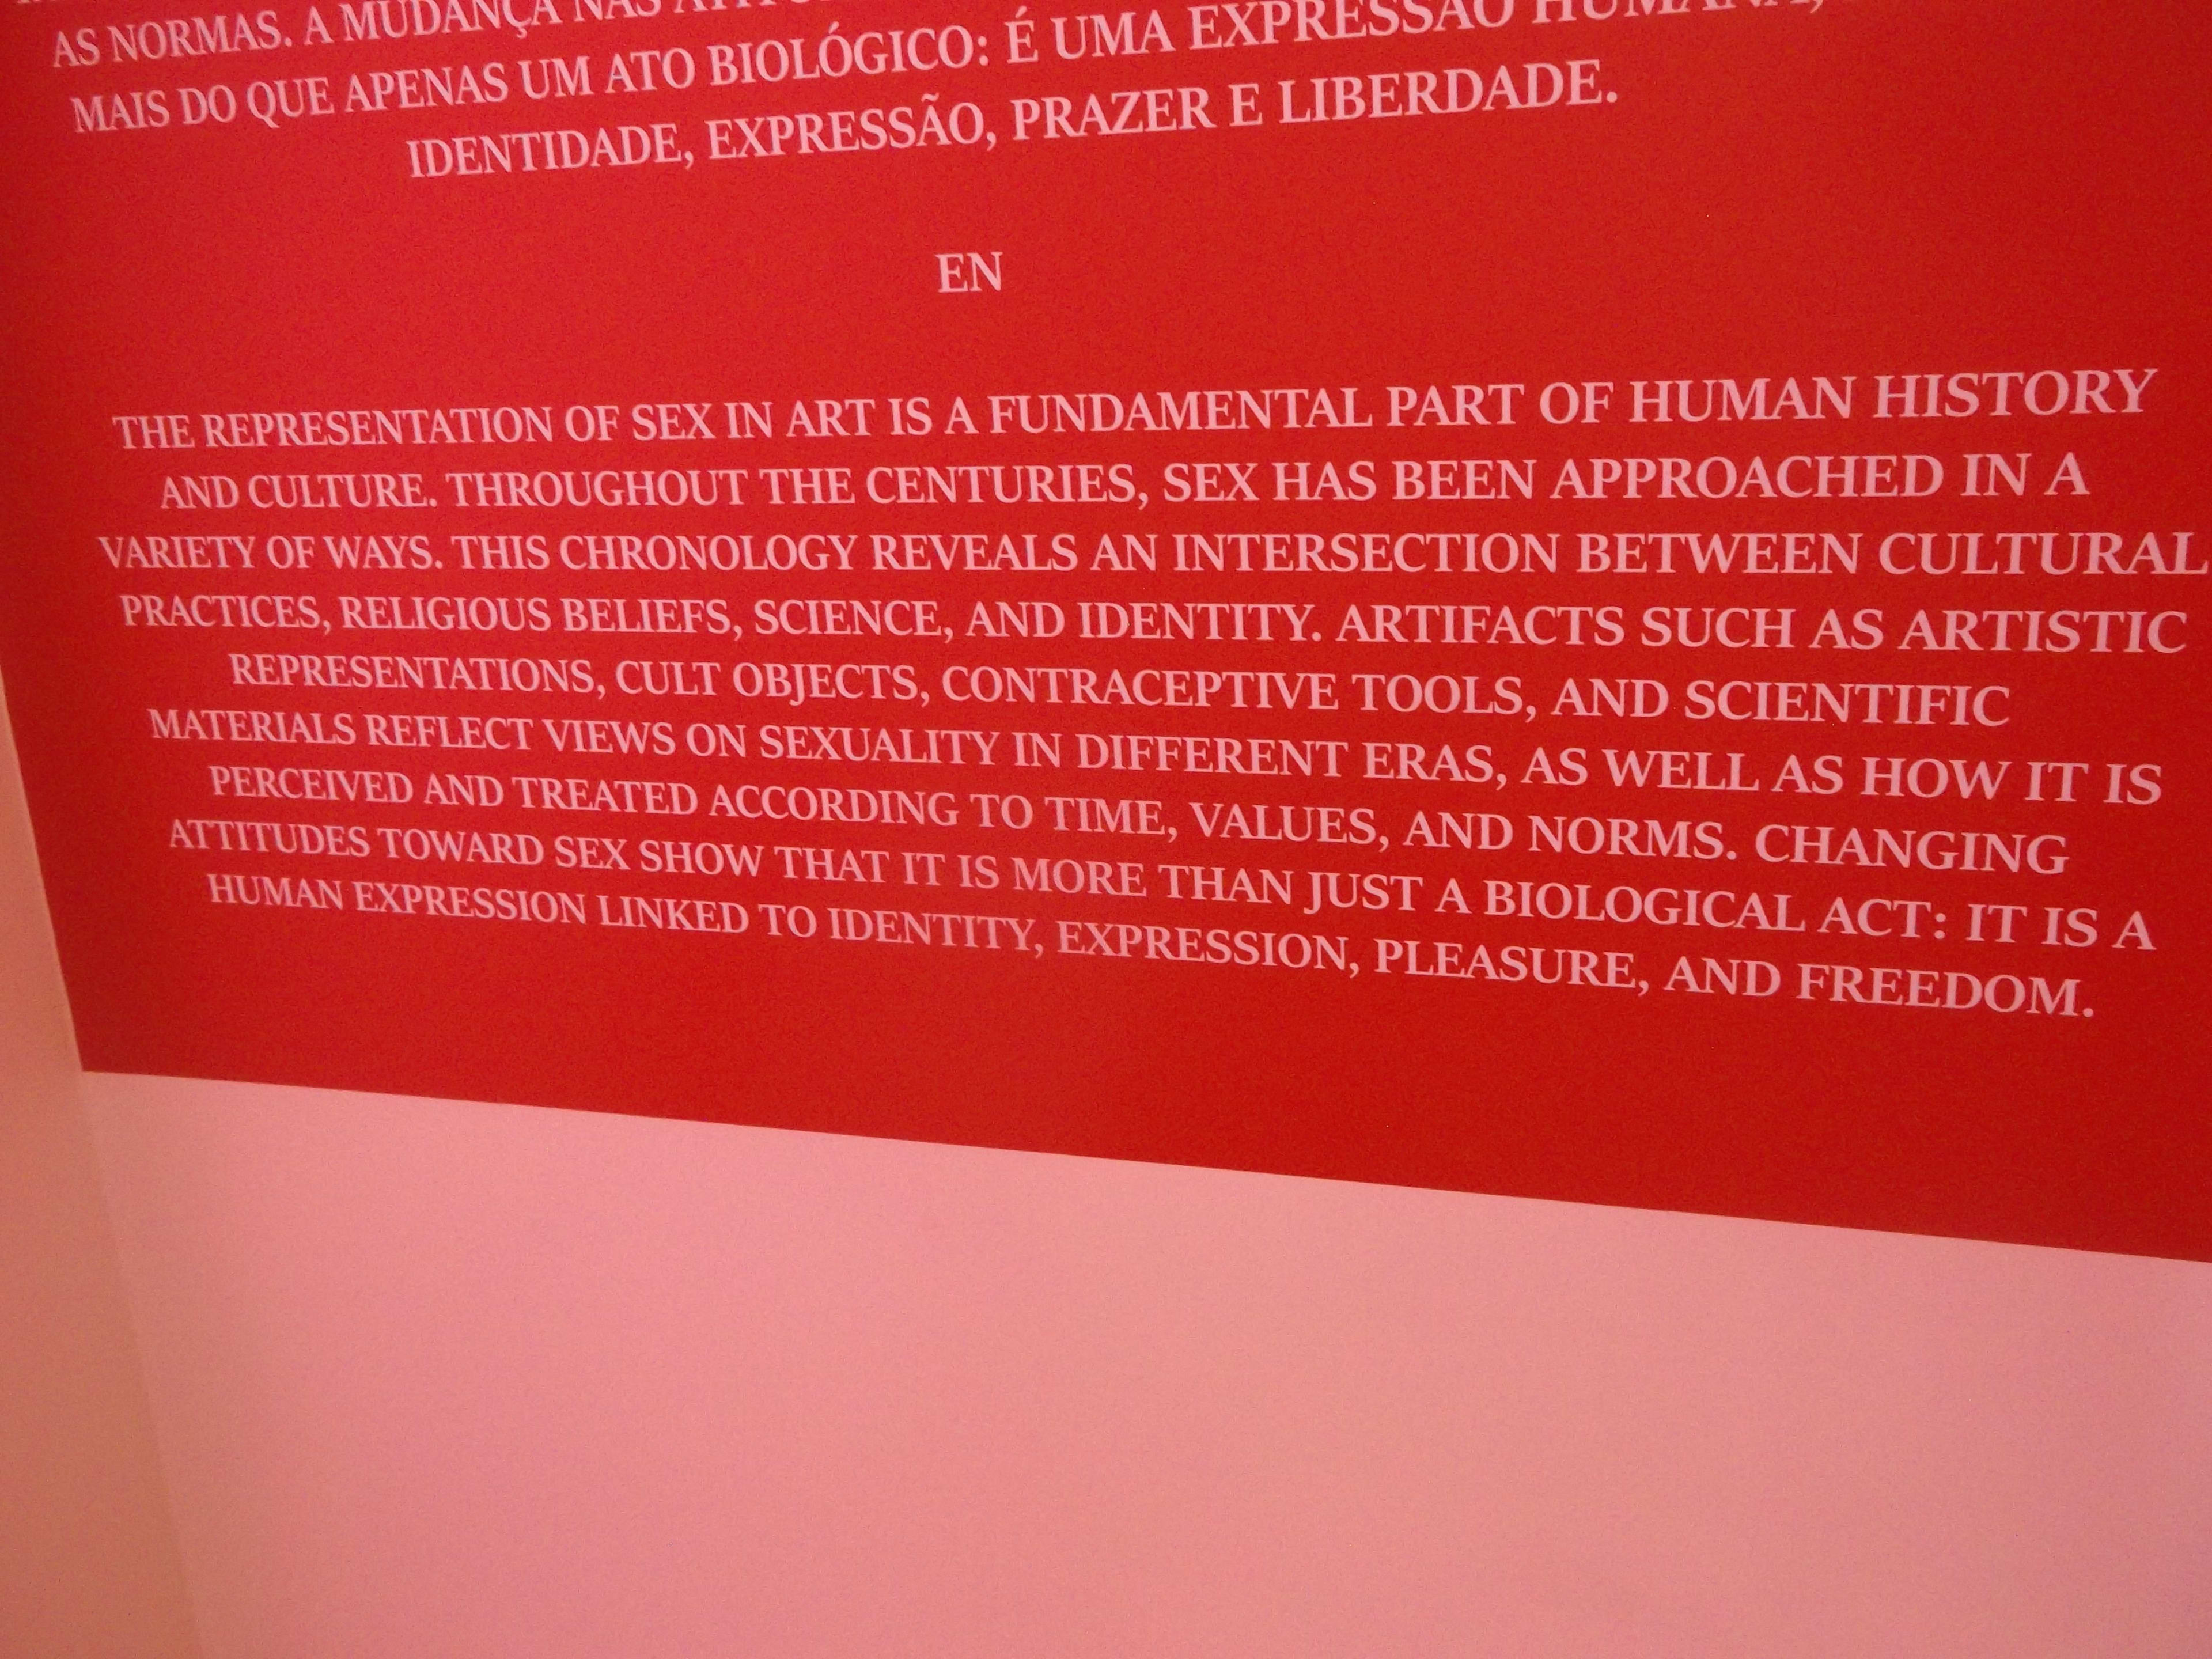 AS NORMAS. A MUDANÇA NAS
MAIS DO QUE APENAS UM ATO BIOLÓGICO: É UMA EXPRESSÃO HUMANA,
IDENTIDADE, EXPRESSÃO, PRAZER E LIBERDADE.
EN
THE REPRESENTATION OF SEX IN ART IS A FUNDAMENTAL PART OF HUMAN HISTORY
AND CULTURE. THROUGHOUT THE CENTURIES, SEX HAS BEEN APPROACHED IN A
VARIETY OF WAYS. THIS CHRONOLOGY REVEALS AN INTERSECTION BETWEEN CULTURAL
PRACTICES, RELIGIOUS BELIEFS, SCIENCE, AND IDENTITY. ARTIFACTS SUCH AS ARTISTIC
REPRESENTATIONS, CULT OBJECTS, CONTRACEPTIVE TOOLS, AND SCIENTIFIC
MATERIALS REFLECT VIEWS ON SEXUALITY IN DIFFERENT ERAS, AS WELL AS HOW IT IS
PERCEIVED AND TREATED ACCORDING TO TIME, VALUES, AND NORMS. CHANGING
ATTITUDES TOWARD SEX SHOW THAT IT IS MORE THAN JUST A BIOLOGICAL ACT: IT IS A
HUMAN EXPRESSION LINKED TO IDENTITY, EXPRESSION, PLEASURE, AND FREEDOM.